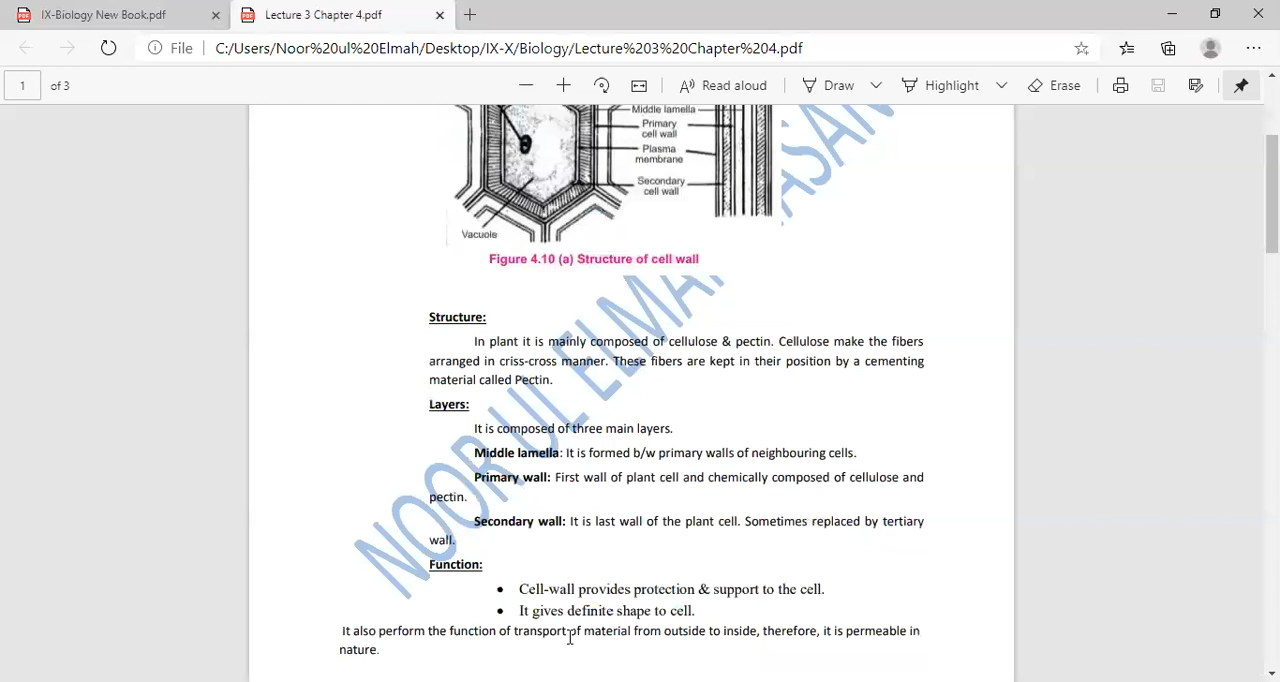 IX-Biology New Book.pdf
Lecture 3 Chapter 4.pdf
File
C:/Users/Noor%20ul%20Elmah/Desktop/IX-X/Biology/Lecture%203%20Chapter%204.pdf
1 of 3
Read aloud
Draw
Highlight
Erase
Middle lamella
Primary
cell wall
Plasma
membrane
Secondary
cell wall
Vacuole
Figure 4.10 (a) Structure of cell wall
Structure:
In plant it is mainly composed of cellulose & pectin. Cellulose make the fibers
arranged in criss-cross manner. These fibers are kept in their position by a cementing
material called Pectin.
Layers:
It is composed of three main layers.
Middle lamella: It is formed b/w primary walls of neighbouring cells.
Primary wall: First wall of plant cell and chemically composed of cellulose and
pectin.
Secondary wall: It is last wall of the plant cell. Sometimes replaced by tertiary
wall.
Function:
• Cell-wall provides protection & support to the cell.
• It gives definite shape to cell.
It also perform the function of transport of material from outside to inside, therefore, it is permeable in
nature.
NOOR UL ELMAH